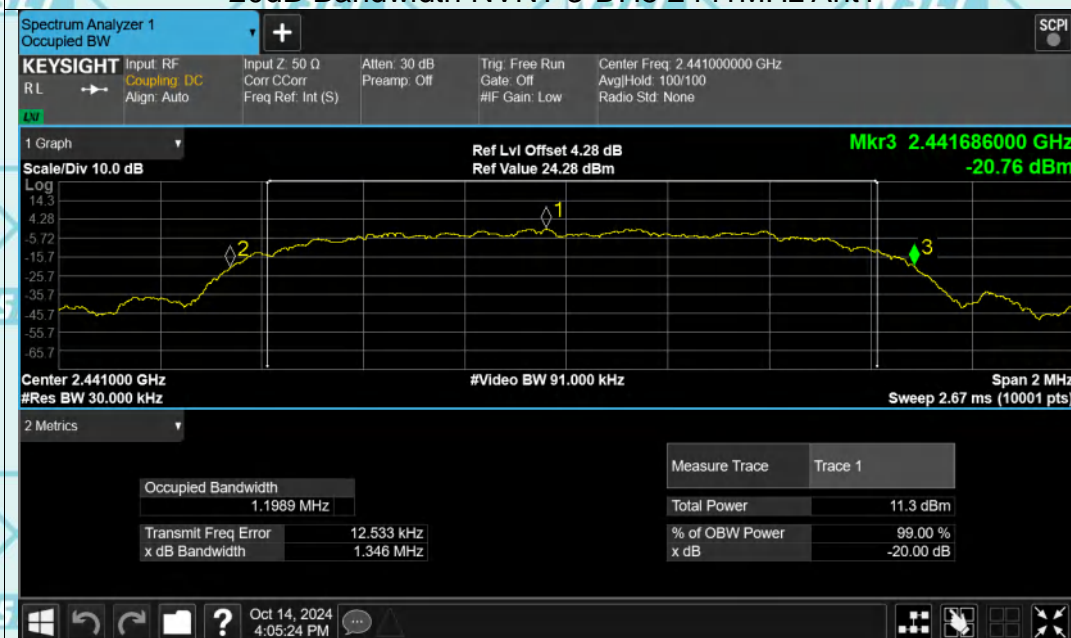 Spectrum Analyzer 1
Occupied BW
+
SCPI
KEYSIGHT
RL
LXI
Input: RF
Coupling: DC
Align: Auto
Input Z: 50 Ω
Corr CCorr
Freq Ref: Int (S)
Atten: 30 dB
Preamp: Off
Trig: Free Run
Gate: Off
#IF Gain: Low
Center Freq: 2.441000000 GHz
Avg|Hold: 100/100
Radio Std: None
1 Graph
Scale/Div 10.0 dB
Ref Lvl Offset 4.28 dB
Ref Value 24.28 dBm
Mkr3 2.441686000 GHz
-20.76 dBm
Log
14.3
4.28
-5.72
-15.7
-25.7
-35.7
-45.7
-55.7
-65.7
1
2
3
Center 2.441000 GHz
#Res BW 30.000 kHz
#Video BW 91.000 kHz
Span 2 MHz
Sweep 2.67 ms (10001 pts)
2 Metrics
Occupied Bandwidth
1.1989 MHz
Transmit Freq Error 12.533 kHz
x dB Bandwidth 1.346 MHz
Measure Trace Trace 1
Total Power 11.3 dBm
% of OBW Power 99.00 %
x dB -20.00 dB
?
Oct 14, 2024
4:05:24 PM